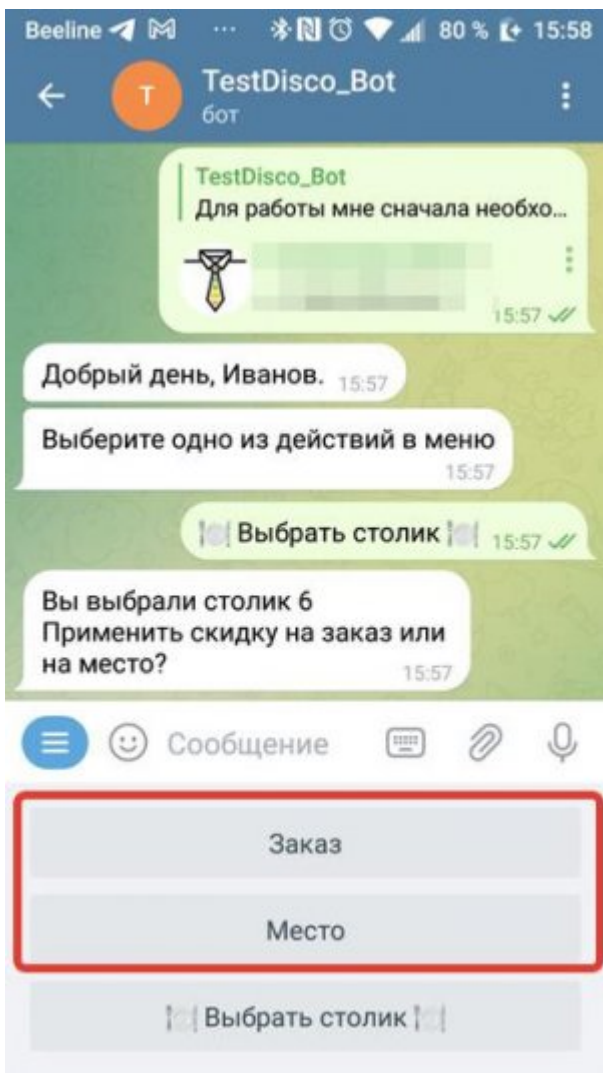 Beeline ... 80 % 15:58
Т TestDisco_Bot
бот
TestDisco_Bot
Для работы мне сначала необхо...
15:57
Добрый день, Иванов. 15:57
Выберите одно из действий в меню
15:57
Выбрать столик 15:57
Вы выбрали столик 6
Применить скидку на заказ или
на место? 15:57
Сообщение
Заказ
Место
Выбрать столик